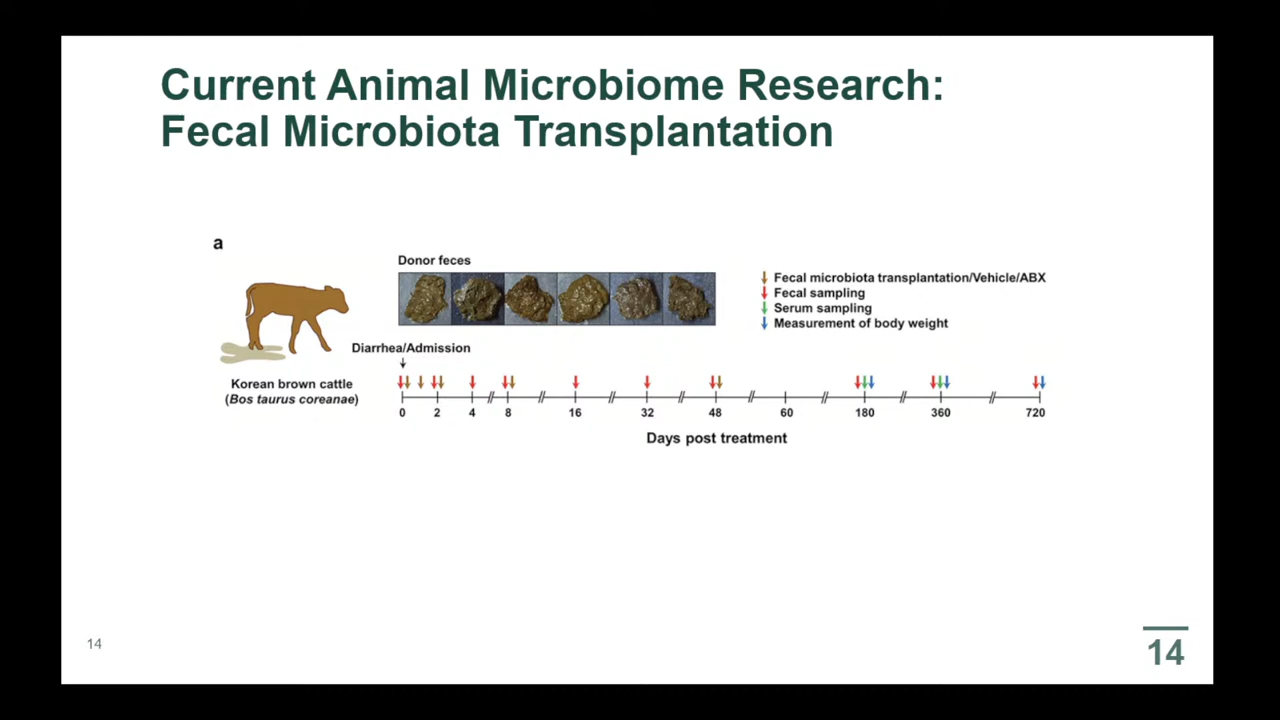 Current Animal Microbiome Research:
Fecal Microbiota Transplantation
a
Donor feces
Fecal microbiota transplantation/Vehicle/ABX
Fecal sampling
Serum sampling
Measurement of body weight
Diarrhea/Admission
Korean brown cattle
(Bos taurus coreanae)
0 2 4 8 16 32 48 60 180 360 720
Days post treatment
14
14